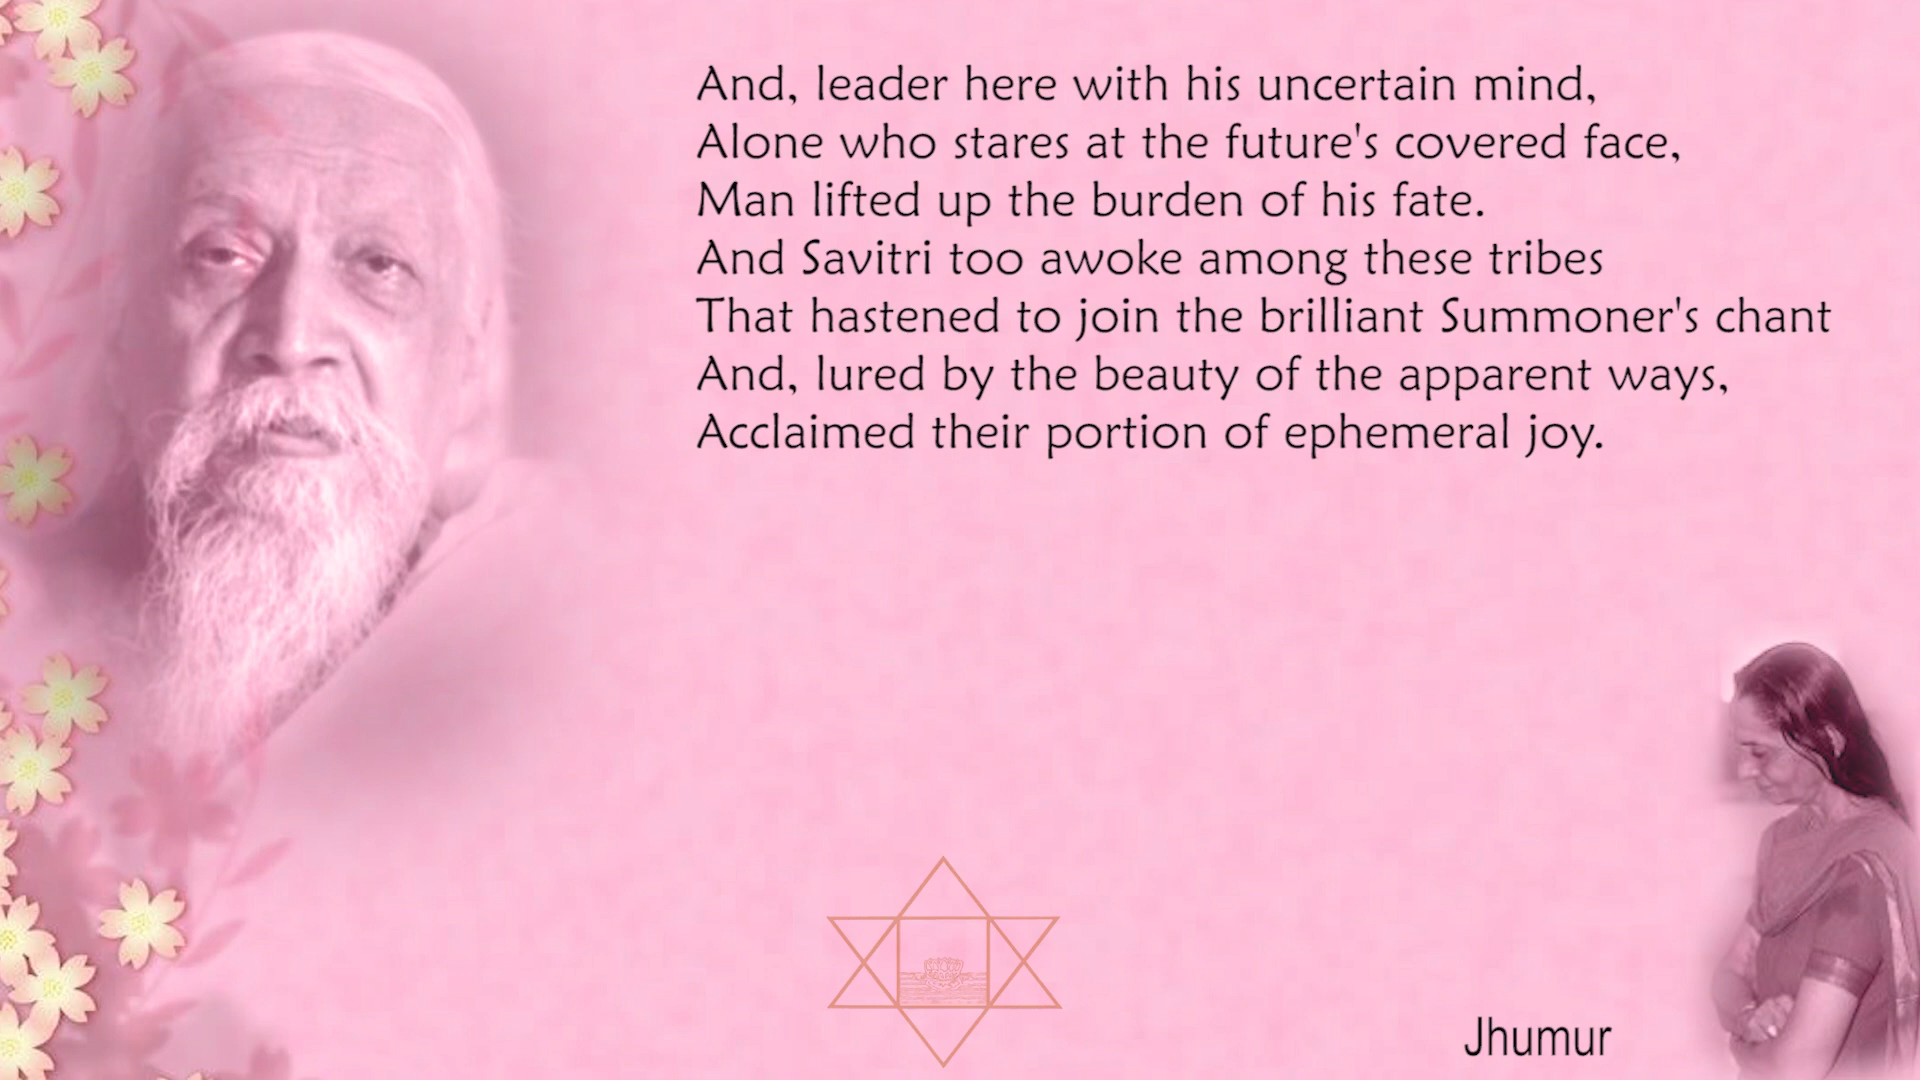 And, leader here with his uncertain mind,
Alone who stares at the future's covered face,
Man lifted up the burden of his fate.
And Savitri too awoke among these tribes
That hastened to join the brilliant Summoner's chant
And, lured by the beauty of the apparent ways,
Acclaimed their portion of ephemeral joy.
Jhumur